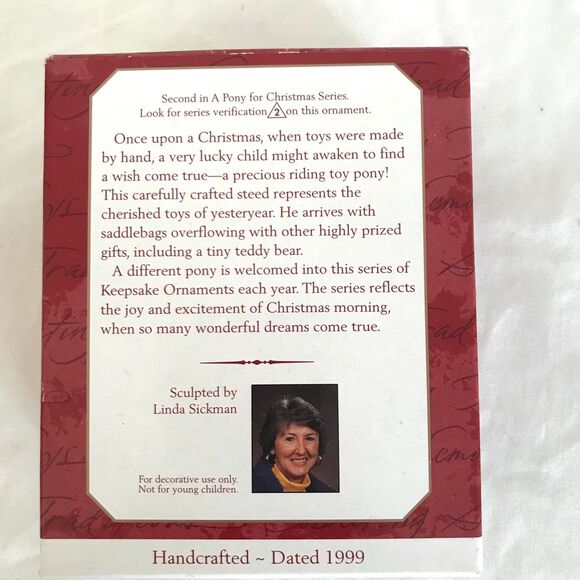 Second in A Pony for Christmas Series.
Look for series verification 2 on this ornament.
Once upon a Christmas, when toys were made
by hand, a very lucky child might awaken to find
a wish come true—a precious riding toy pony!
This carefully crafted steed represents the
cherished toys of yesteryear. He arrives with
saddlebags overflowing with other highly prized
gifts, including a tiny teddy bear.
A different pony is welcomed into this series of
Keepsake Ornaments each year. The series reflects
the joy and excitement of Christmas morning,
when so many wonderful dreams come true.
Sculpted by
Linda Sickman
For decorative use only.
Not for young children.
Handcrafted ~ Dated 1999